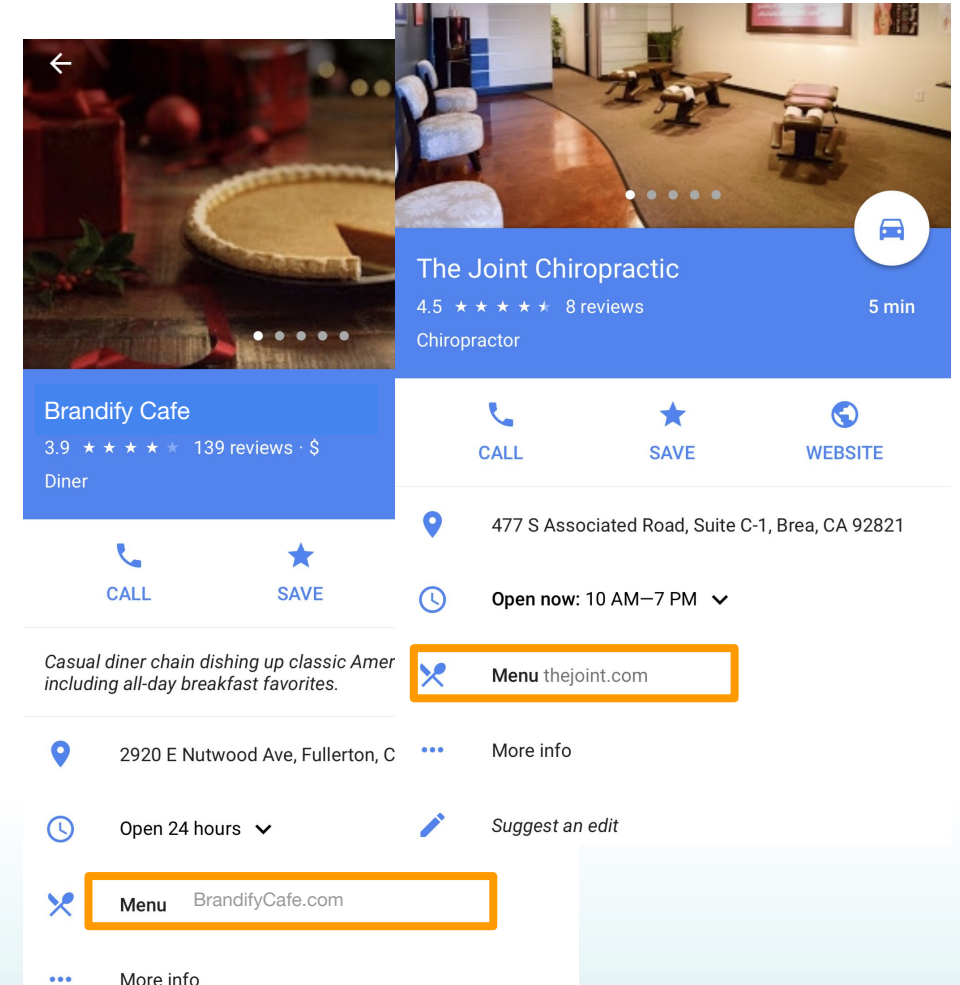 Brandify Cafe
3.9 ★ ★ ★ ★ ★ 139 reviews · $
Diner
CALL
SAVE
Casual diner chain dishing up classic Amer
including all-day breakfast favorites.
2920 E Nutwood Ave, Fullerton, C
Open 24 hours
Menu BrandifyCafe.com
More info
The Joint Chiropractic
4.5 ★ ★ ★ ★ ★ 8 reviews
5 min
Chiropractor
CALL
SAVE
WEBSITE
477 S Associated Road, Suite C-1, Brea, CA 92821
Open now: 10 AM–7 PM
Menu thejoint.com
More info
Suggest an edit